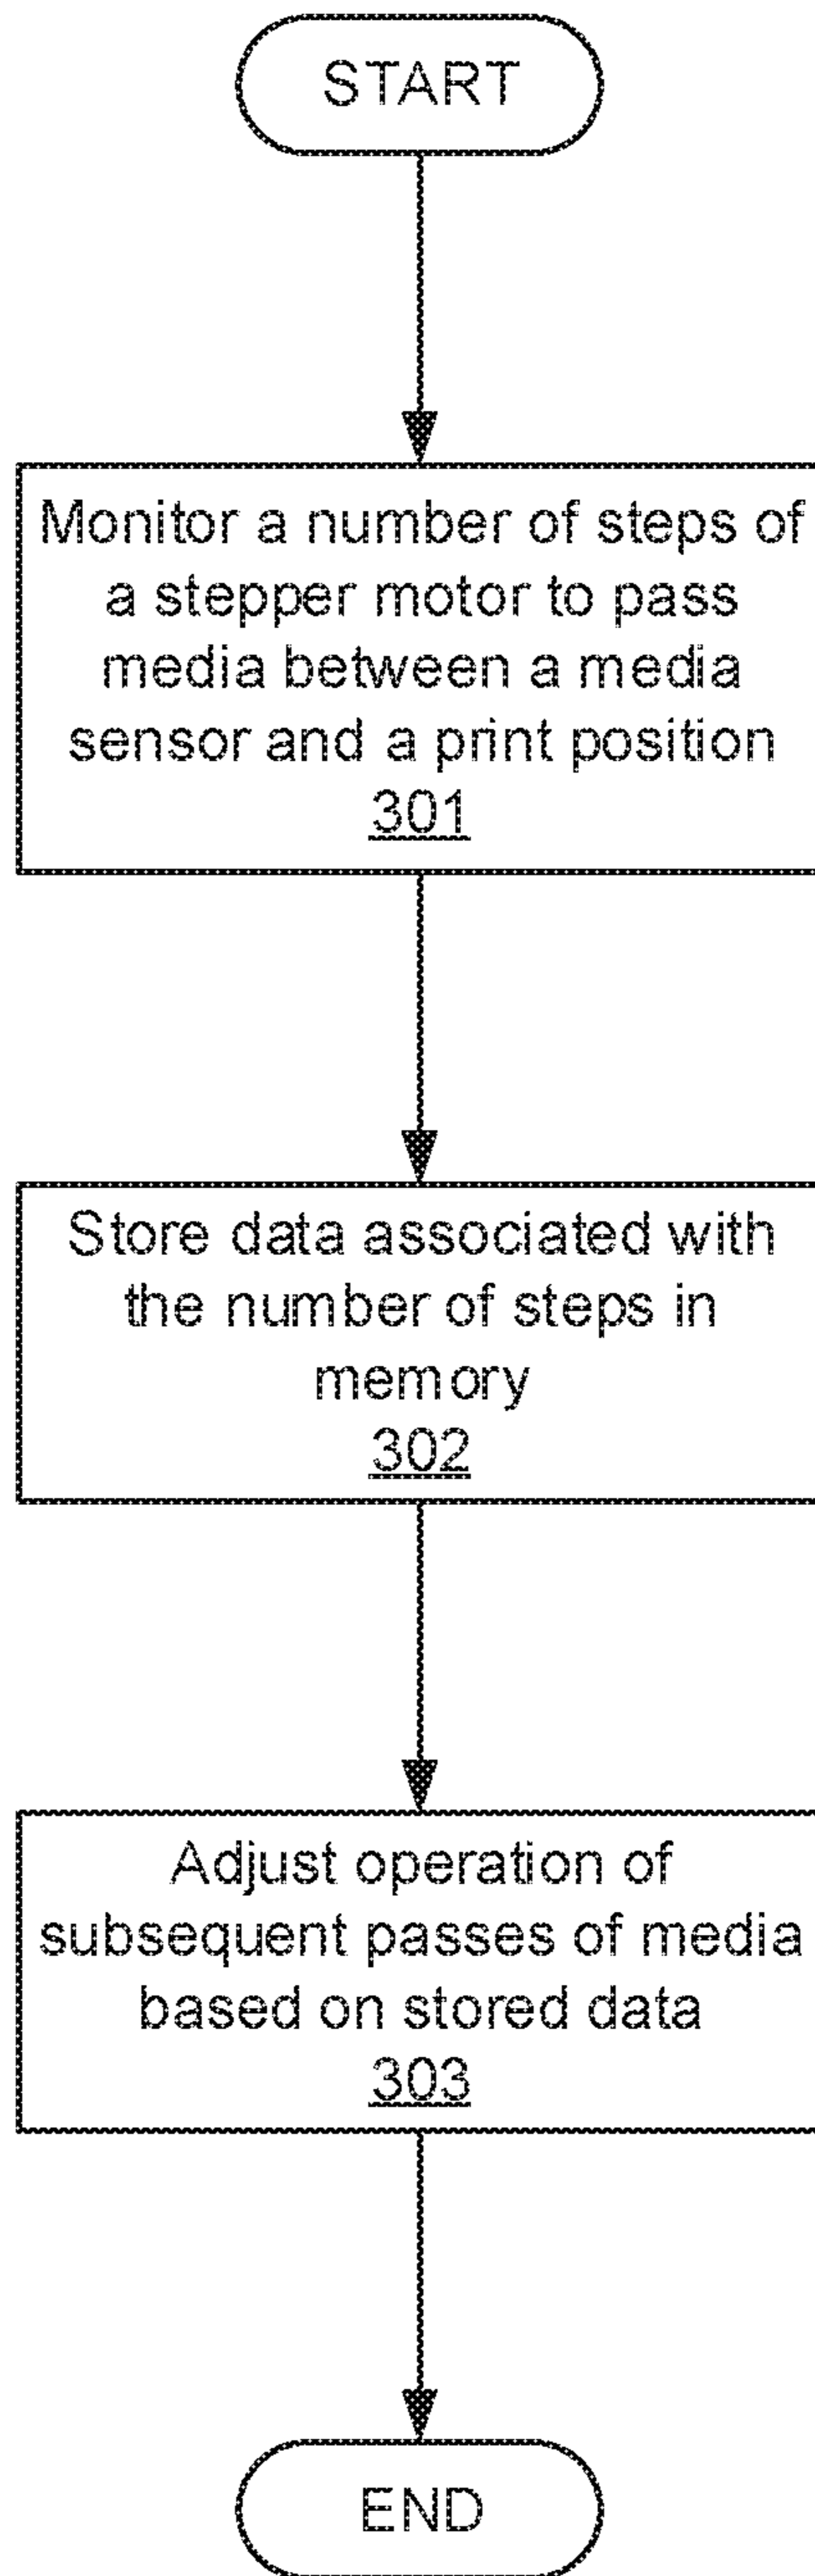 START
Monitor a number of steps of
a stepper motor to pass
media between a media
sensor and a print position
301
Store data associated with
the number of steps in
memory
302
Adjust operation of
subsequent passes of media
based on stored data
303
END